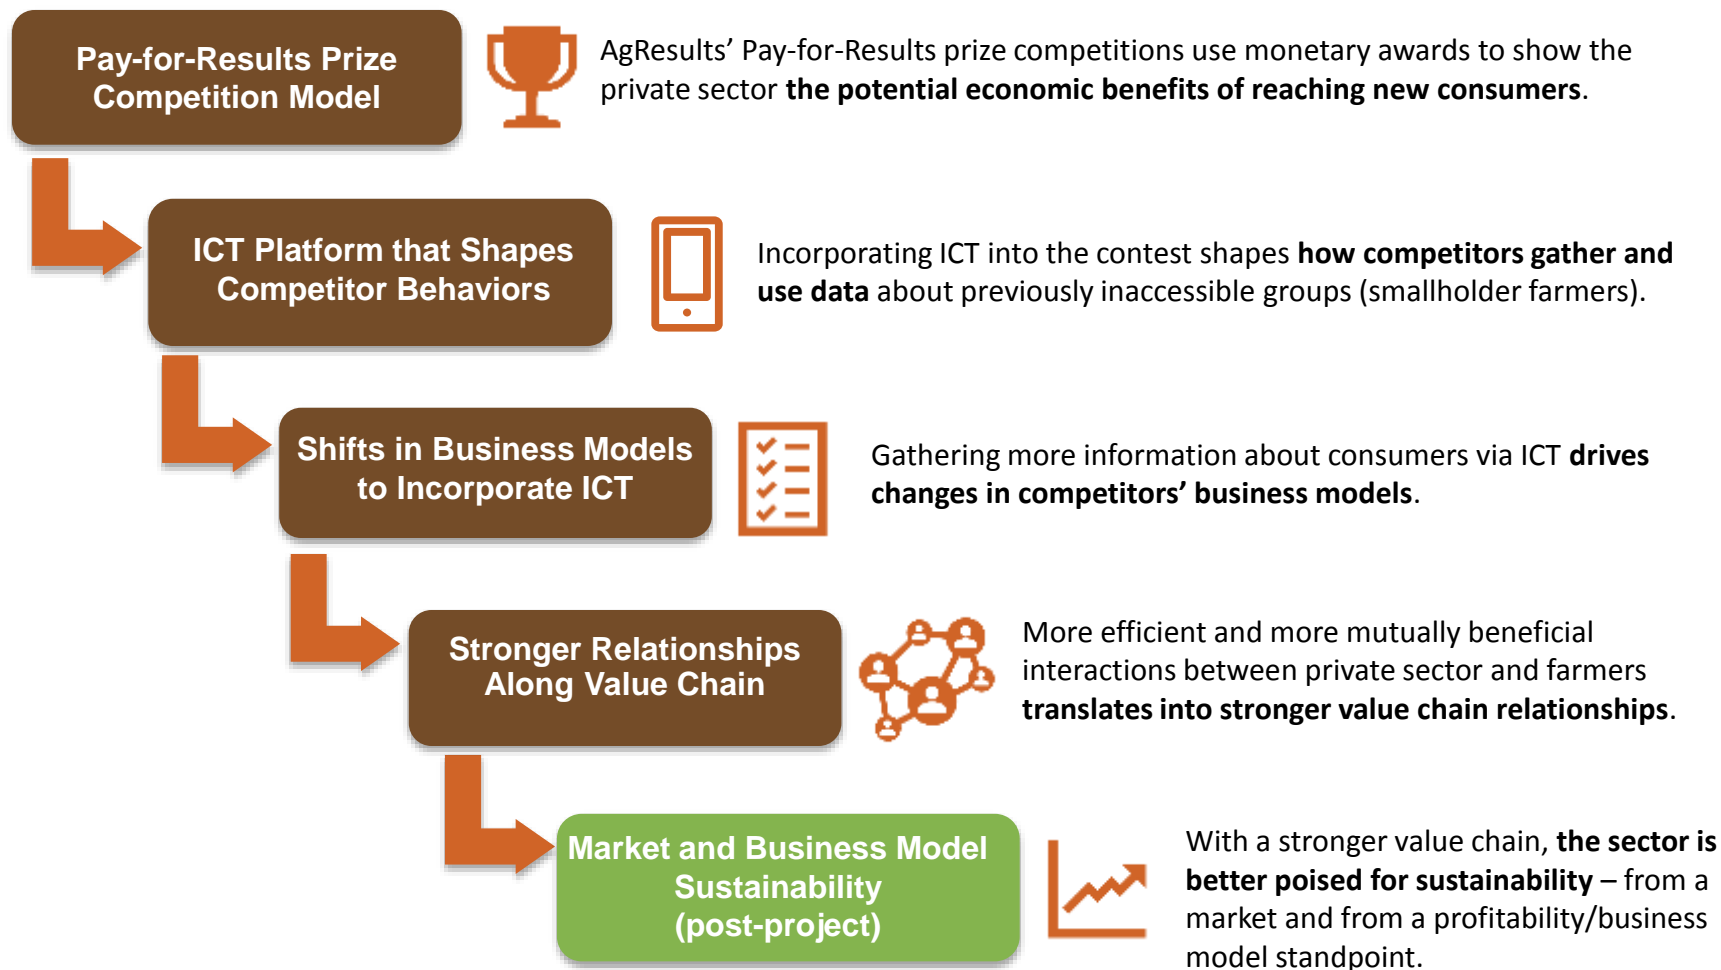 Pay-for-Results Prize
Competition Model
AgResults’ Pay-for-Results prize competitions use monetary awards to show the
private sector the potential economic benefits of reaching new consumers.
ICT Platform that Shapes
Competitor Behaviors
Incorporating ICT into the contest shapes how competitors gather and
use data about previously inaccessible groups (smallholder farmers).
Shifts in Business Models
to Incorporate ICT
Gathering more information about consumers via ICT drives
changes in competitors’ business models.
Stronger Relationships
Along Value Chain
More efficient and more mutually beneficial
interactions between private sector and farmers
translates into stronger value chain relationships.
Market and Business Model
Sustainability
(post-project)
With a stronger value chain, the sector is
better poised for sustainability – from a
market and from a profitability/business
model standpoint.